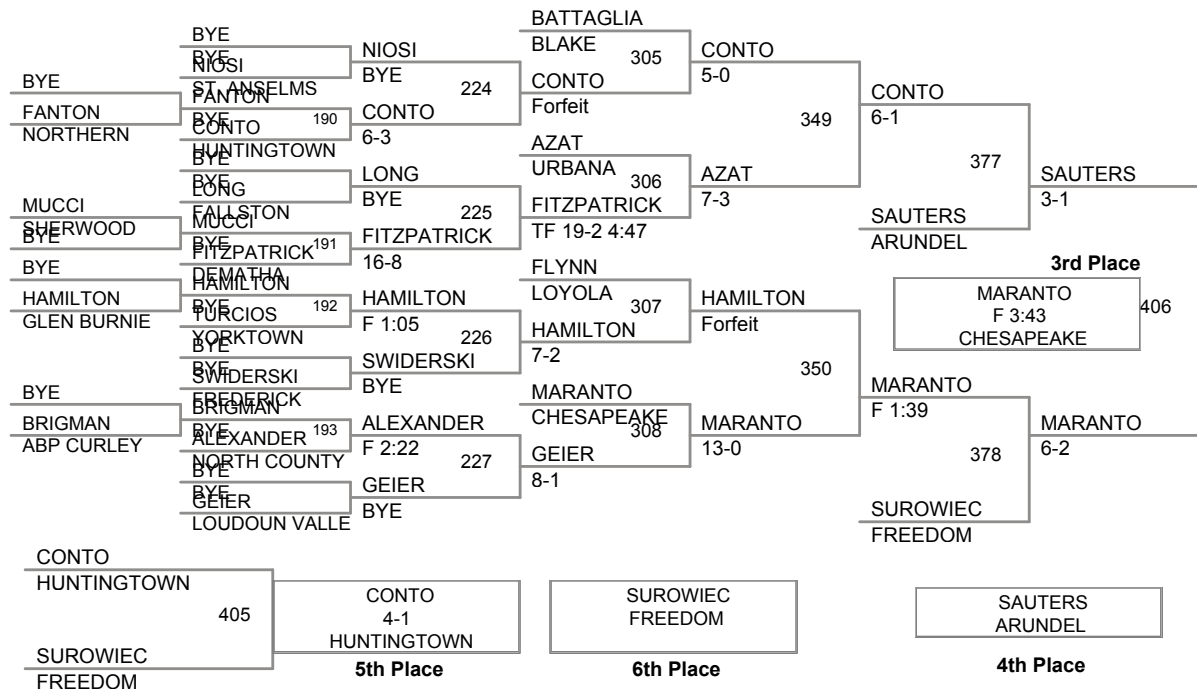 BYE
FANTON
NORTHERN
MUCCI
SHERWOOD
BYE
BYE
HAMILTON
GLEN BURNIE
BYE
BRIGMAN
ABP CURLEY
BYE
BYE
NIOSI
ST. ANSELMS
FANTON
BYE
190
CONTO
HUNTINGTOWN
BYE
BYE
LONG
FALLSTON
MUCCI
BYE
191
FITZPATRICK
DEMATHA
HAMILTON
BYE
192
TURCIOS
YORKTOWN
BYE
BYE
SWIDERSKI
FREDERICK
BRIGMAN
BYE
193
ALEXANDER
NORTH COUNTY
BYE
BYE
GEIER
LOUDOUN VALLE
NIOSI
BYE
224
CONTO
6-3
LONG
BYE
225
FITZPATRICK
16-8
HAMILTON
F 1:05
226
SWIDERSKI
BYE
ALEXANDER
F 2:22
227
GEIER
BYE
BATTAGLIA
BLAKE
305
CONTO
Forfeit
AZAT
URBANA
306
FITZPATRICK
TF 19-2 4:47
FLYNN
LOYOLA
307
HAMILTON
7-2
MARANTO
CHESAPEAKE
308
GEIER
8-1
CONTO
5-0
349
AZAT
7-3
HAMILTON
Forfeit
350
MARANTO
13-0
CONTO
6-1
377
SAUTERS
ARUNDEL
MARANTO
F 1:39
378
SUROWIEC
FREEDOM
SAUTERS
3-1
MARANTO
6-2
3rd Place
MARANTO
F 3:43
CHESAPEAKE
406
CONTO
HUNTINGTOWN
405
SUROWIEC
FREEDOM
CONTO
4-1
HUNTINGTOWN
5th Place
SUROWIEC
FREEDOM
6th Place
SAUTERS
ARUNDEL
4th Place